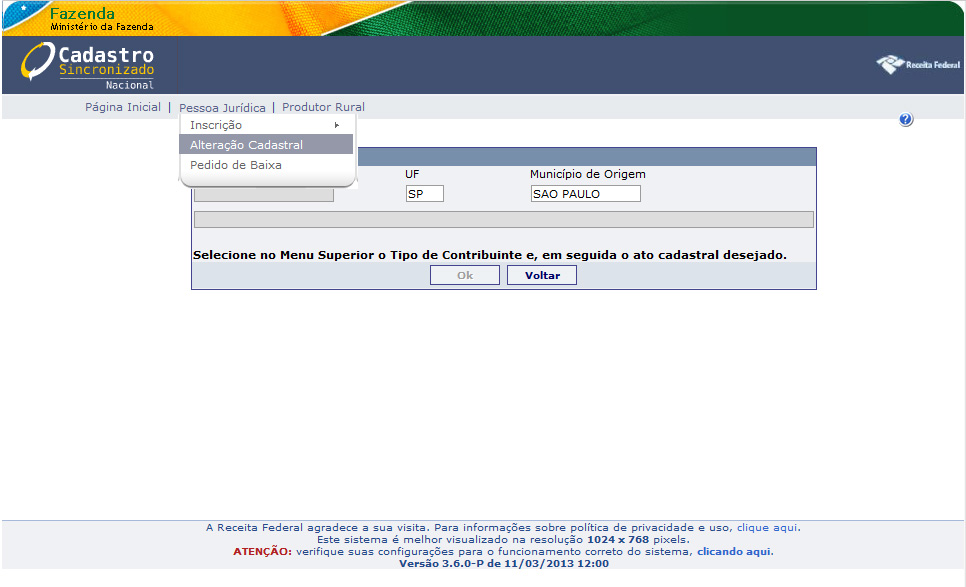 Fazenda
Ministério da Fazenda
Cadastro
Sincronizado
Nacional
Receita Federal
Página Inicial | Pessoa Jurídica | Produtor Rural
Inscrição
?
Alteração Cadastral
Pedido de Baixa
UF Município de Origem
SP SAO PAULO
Selecione no Menu Superior o Tipo de Contribuinte e, em seguida o ato cadastral desejado.
Ok Voltar
A Receita Federal agradece a sua visita. Para informações sobre política de privacidade e uso, clique aqui.
Este sistema é melhor visualizado na resolução 1024 x 768 pixels.
ATENÇÃO: verifique suas configurações para o funcionamento correto do sistema, clicando aqui.
Versão 3.6.0-P de 11/03/2013 12:00